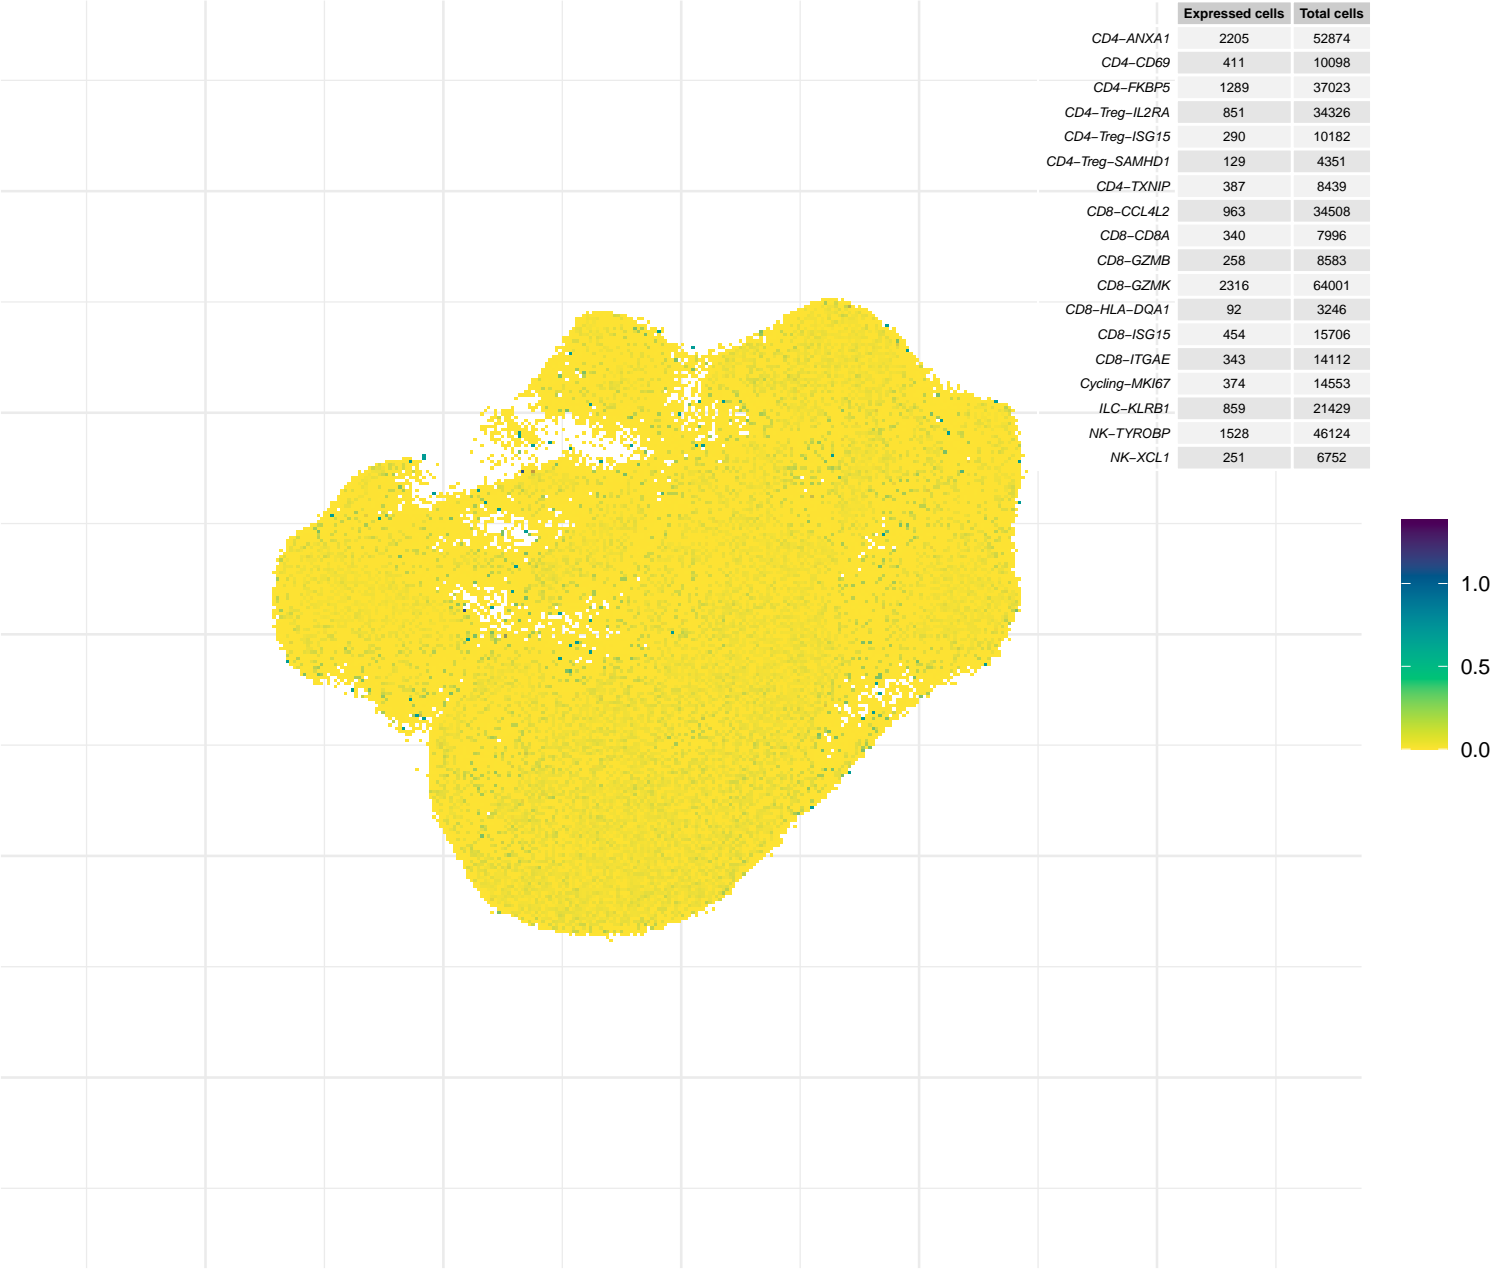 Expressed cells Total cells
CD4−ANXA1 2205 52874
CD4−CD69 411 10098
CD4−FKBP5 1289 37023
CD4−Treg−IL2RA 851 34326
CD4−Treg−ISG15 290 10182
CD4−Treg−SAMHD1 129 4351
CD4−TXNIP 387 8439
CD8−CCL4L2 963 34508
CD8−CD8A 340 7996
CD8−GZMB 258 8583
CD8−GZMK 2316 64001
CD8−HLA−DQA1 92 3246
CD8−ISG15 454 15706
CD8−ITGAE 343 14112
Cycling−MKI67 374 14553
ILC−KLRB1 859 21429
NK−TYROBP 1528 46124
NK−XCL1 251 6752
1.0
0.5
0.0